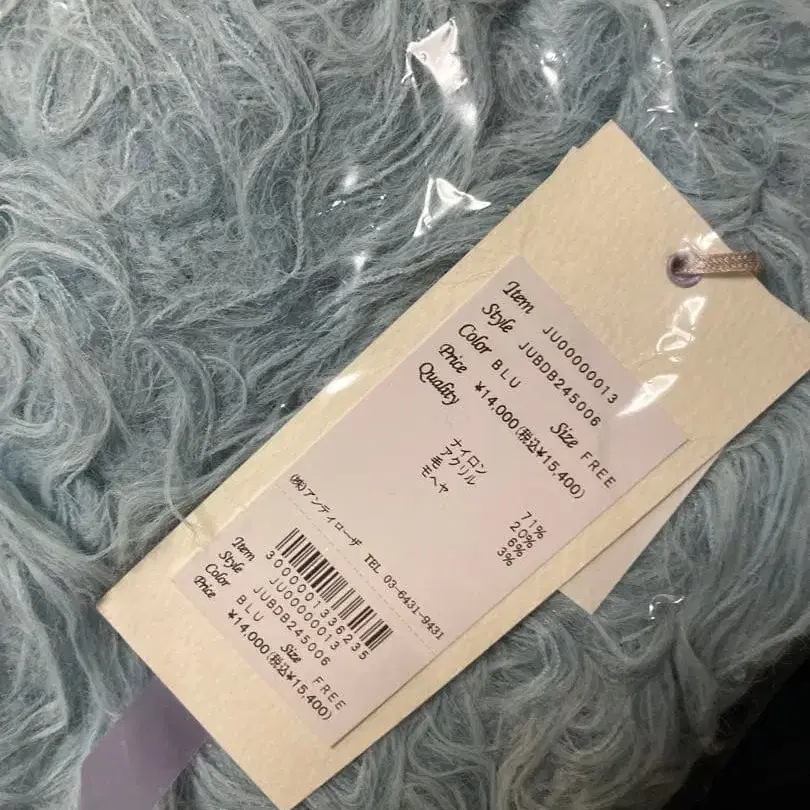 Item JU00000013
Style JUBDB245006
Color BLU Size FREE
Price ¥14,000(税込¥15,400)
Quality
ナイロン 71%
アクリル 20%
毛 6%
モヘヤ 3%
(株)アンティローザ TEL 03-6431-9431
3000001336235
Item JU00000013
Style JUBDB245006
Color BLU Size FREE
Price ¥14,000(税込¥15,400)